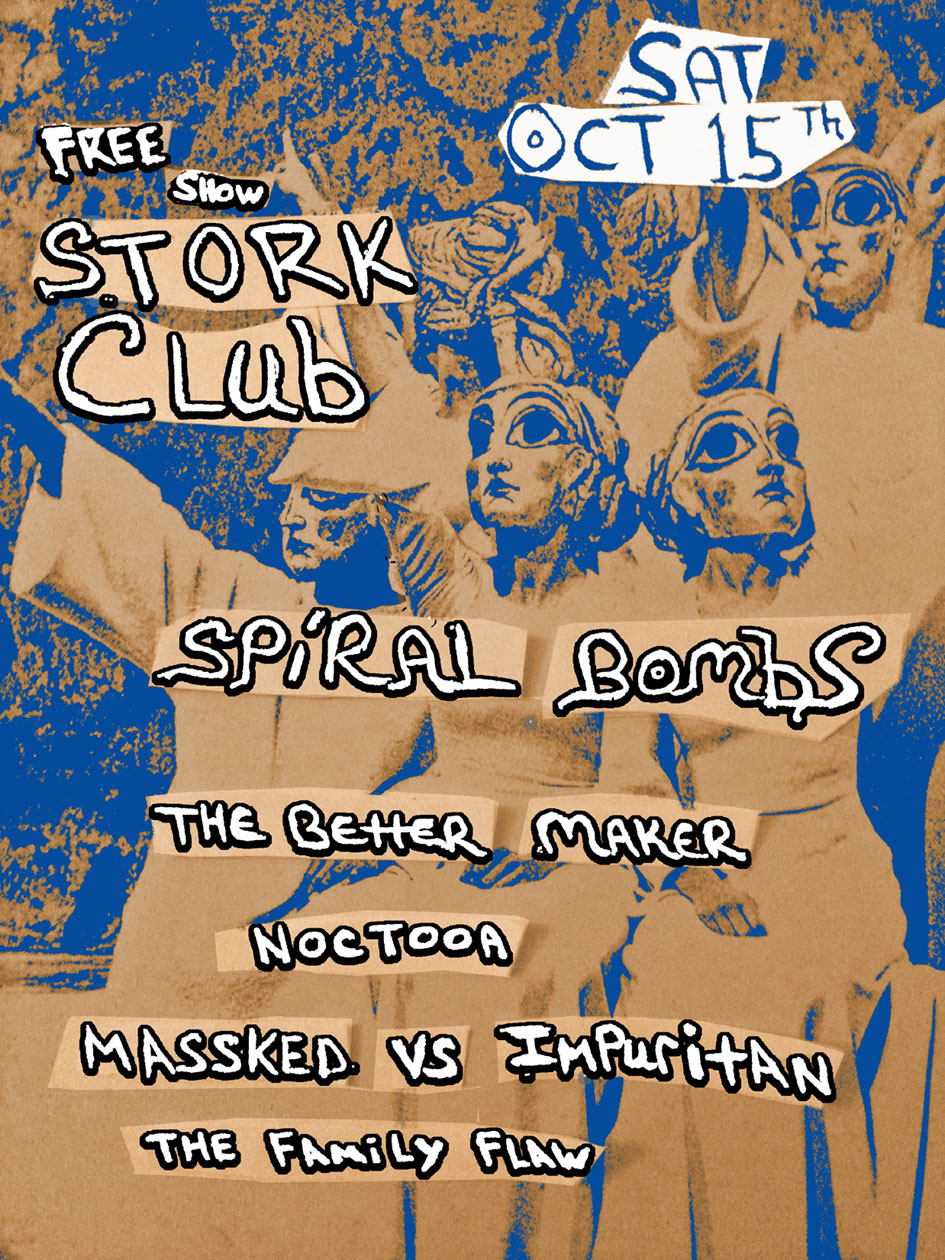 SAT
OCT 15TH
FREE
SHOW
STORK
CLub
SPiRAL BOmbS
THE BEttER MAKER
NOCTOOA
MASSKED VS ImPuritAN
THE FAMiLy FLAW